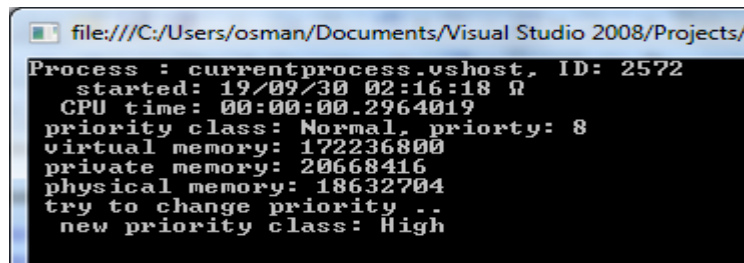 file:///C:/Users/osman/Documents/Visual Studio 2008/Projects/
Process : currentprocess.vshost, ID: 2572
started: 19/09/30 02:16:18 Ω
CPU time: 00:00:00.2964019
priority class: Normal, priorty: 8
virtual memory: 172236800
private memory: 20668416
physical memory: 18632704
try to change priority ..
new priority class: High